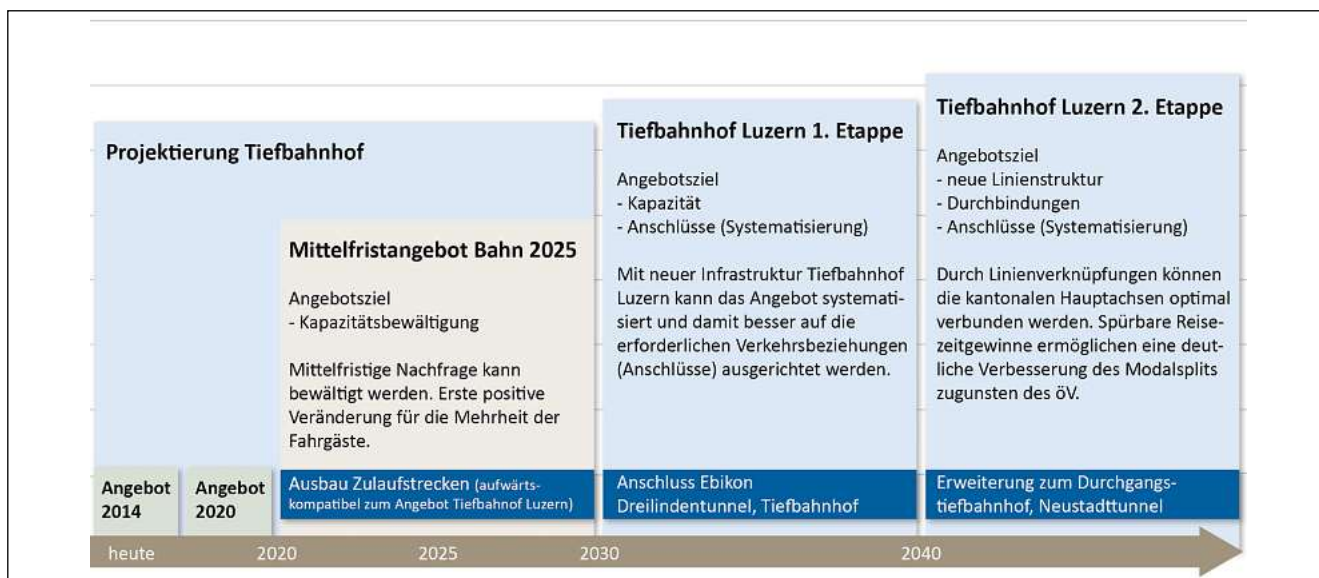 Projektierung Tiefbahnhof
Mittelfristangebot Bahn 2025
Angebotsziel
- Kapazitätsbewältigung
Mittelfristige Nachfrage kann
bewältigt werden. Erste positive
Veränderung für die Mehrheit der
Fahrgäste.
Tiefbahnhof Luzern 1. Etappe
Angebotsziel
- Kapazität
- Anschlüsse (Systematisierung)
Mit neuer Infrastruktur Tiefbahnhof
Luzern kann das Angebot systemati-
siert und damit besser auf die
erforderlichen Verkehrsbeziehungen
(Anschlüsse) ausgerichtet werden.
Tiefbahnhof Luzern 2. Etappe
Angebotsziel
- neue Linienstruktur
- Durchbindungen
- Anschlüsse (Systematisierung)
Durch Linienverknüpfungen können
die kantonalen Hauptachsen optimal
verbunden werden. Spürbare Reise-
zeitgewinne ermöglichen eine deut-
liche Verbesserung des Modalsplits
zugunsten des öV.
Angebot
2014
Angebot
2020
Ausbau Zulaufstrecken (aufwärts-
kompatibel zum Angebot Tiefbahnof Luzern)
Anschluss Ebikon
Dreilindentunnel, Tiefbahnhof
Erweiterung zum Durchgangs-
tiefbahnhof, Neustadttunnel
heute 2020 2025 2030 2040